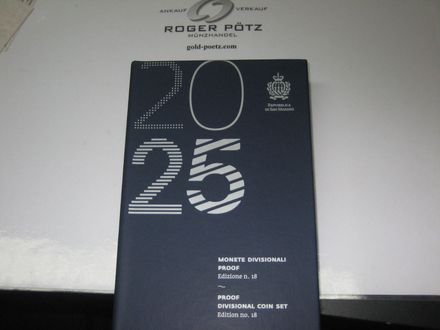 ANKAUF VERKAUF
ROGER PÖTZ
MÜNZHANDEL
gold-poetz.com
20
25
REPUBBLICA
DI SAN MARINO
MONETE DIVISIONALI
PROOF
Edizione n. 18
~
PROOF
DIVISIONAL COIN SET
Edition no. 18